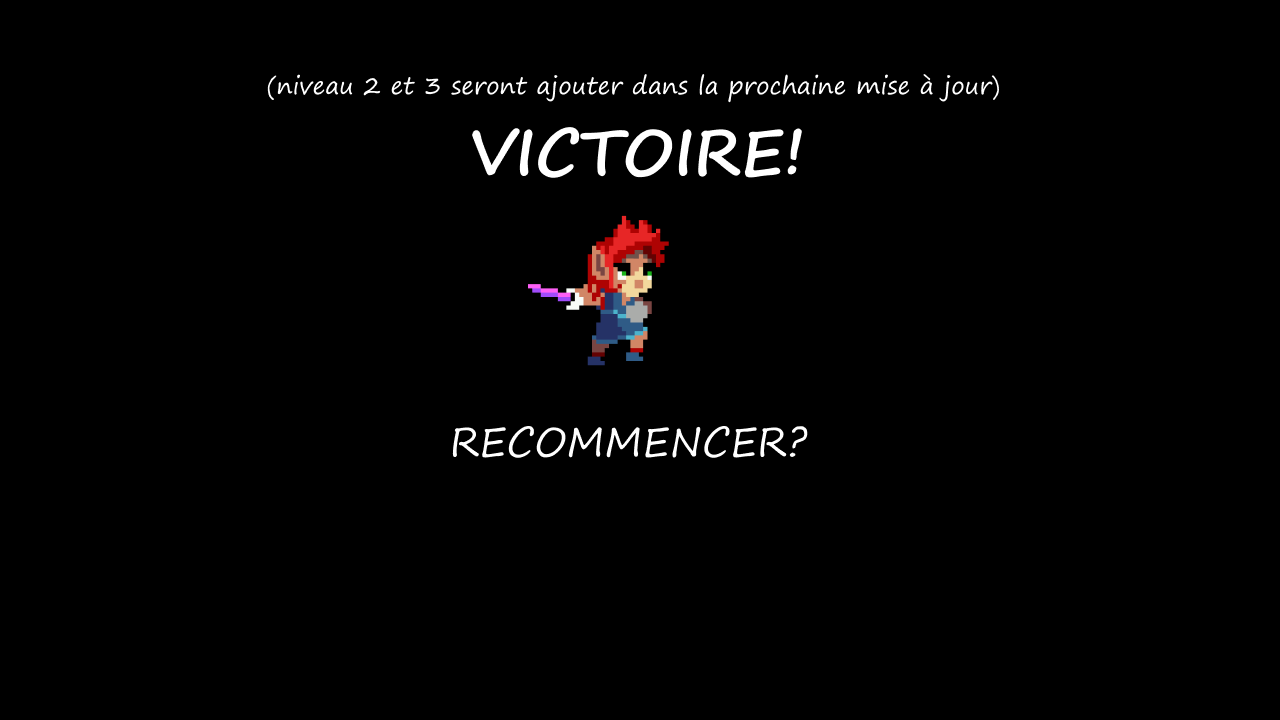 (niveau 2 et 3 seront ajouter dans la prochaine mise à jour)
VICTOIRE!
RECOMMENCER?